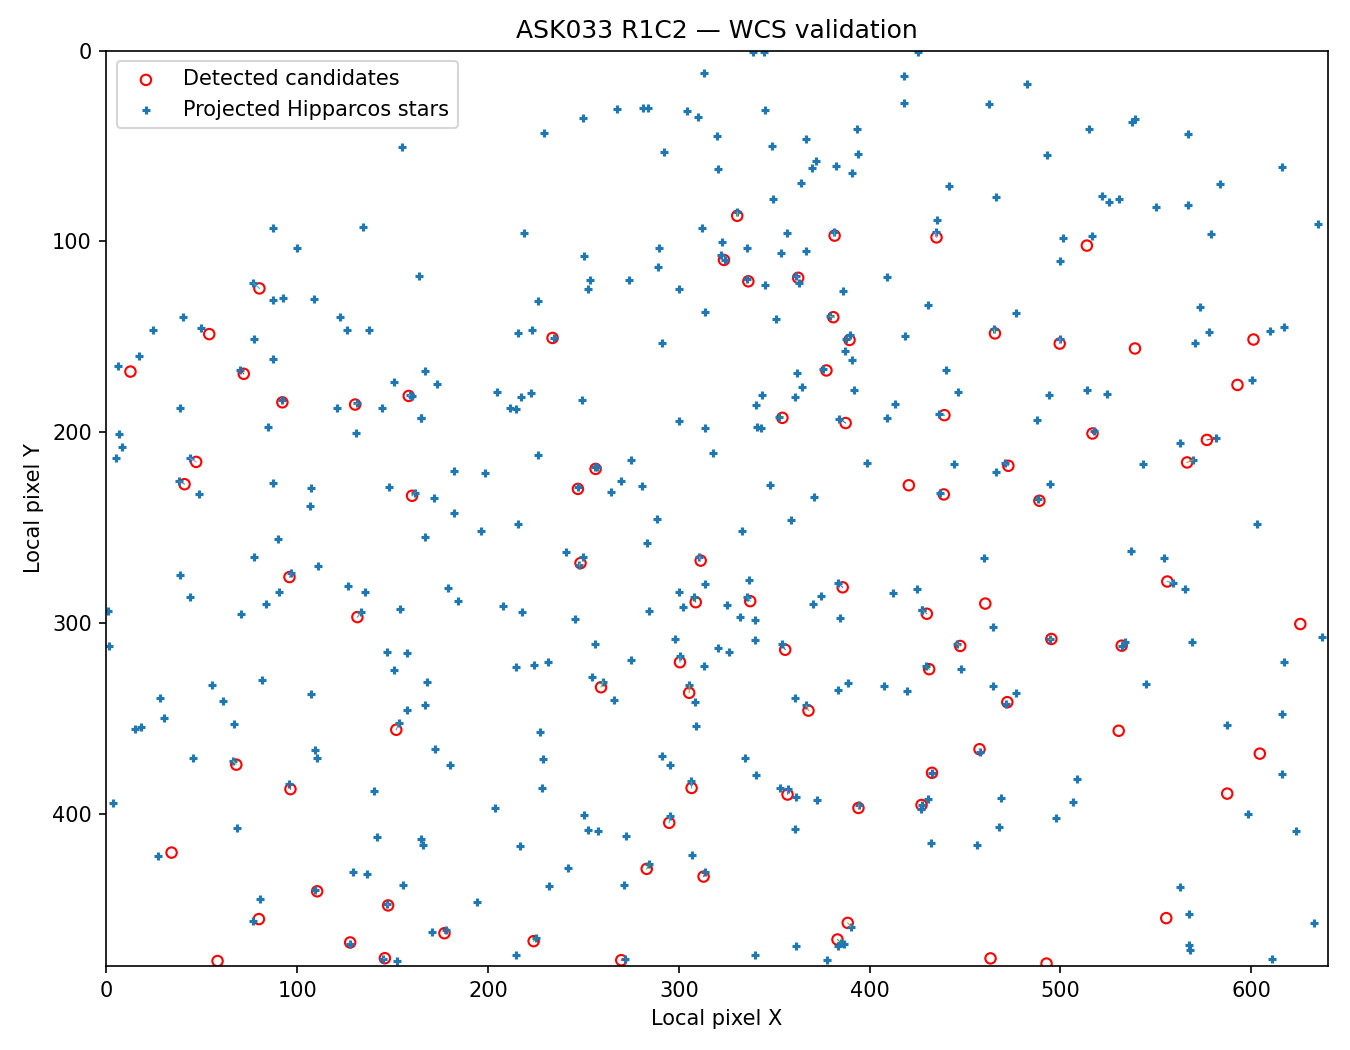 ASK033 R1C2 — WCS validation
Detected candidates
Projected Hipparcos stars
0
100
200
300
400
Local pixel Y
0 100 200 300 400 500 600
Local pixel X